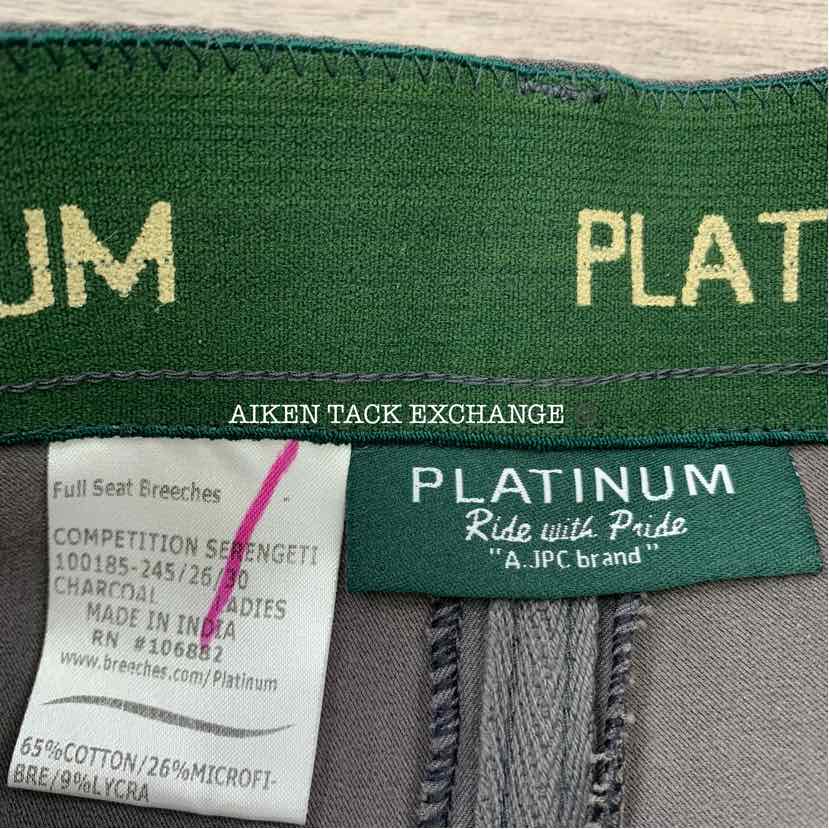 UM PLAT
AIKEN TACK EXCHANGE
Full Seat Breeches
COMPETITION SERENGETI
100185-245/26/30
CHARCOAL LADIES
MADE IN INDIA
RN #106882
www.breeches.com/Platinum
65%COTTON/26%MICROFI-
BRE/9%LYCRA
PLATINUM
Ride with Pride
"A.JPC brand"